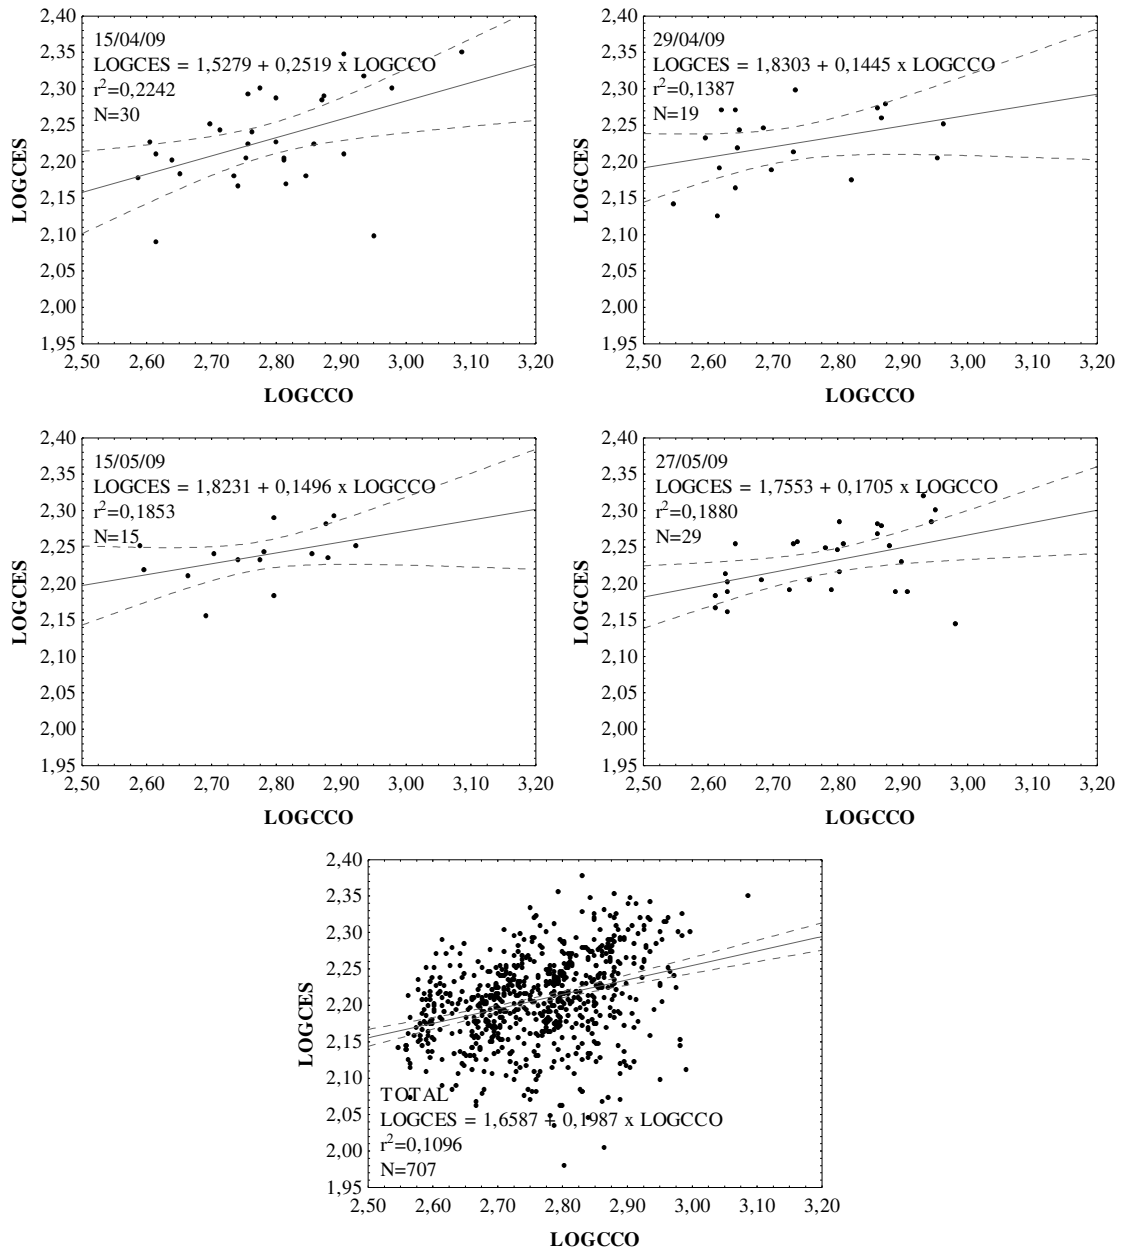 15/04/09
LOGCES = 1,5279 + 0,2519 x LOGCCO
r²=0,2242
N=30
2,40
2,35
2,30
2,25
2,20
2,15
2,10
2,05
2,00
1,95
LOGCES
2,50 2,60 2,70 2,80 2,90 3,00 3,10 3,20
LOGCCO
29/04/09
LOGCES = 1,8303 + 0,1445 x LOGCCO
r²=0,1387
N=19
2,40
2,35
2,30
2,25
2,20
2,15
2,10
2,05
2,00
1,95
LOGCES
2,50 2,60 2,70 2,80 2,90 3,00 3,10 3,20
LOGCCO
15/05/09
LOGCES = 1,8231 + 0,1496 x LOGCCO
r²=0,1853
N=15
2,40
2,35
2,30
2,25
2,20
2,15
2,10
2,05
2,00
1,95
LOGCES
2,50 2,60 2,70 2,80 2,90 3,00 3,10 3,20
LOGCCO
27/05/09
LOGCES = 1,7553 + 0,1705 x LOGCCO
r²=0,1880
N=29
2,40
2,35
2,30
2,25
2,20
2,15
2,10
2,05
2,00
1,95
LOGCES
2,50 2,60 2,70 2,80 2,90 3,00 3,10 3,20
LOGCCO
2,40
2,35
2,30
2,25
2,20
2,15
2,10
2,05
2,00
1,95
LOGCES
TOTAL
LOGCES = 1,6587 + 0,1987 x LOGCCO
r²=0,1096
N=707
2,50 2,60 2,70 2,80 2,90 3,00 3,10 3,20
LOGCCO